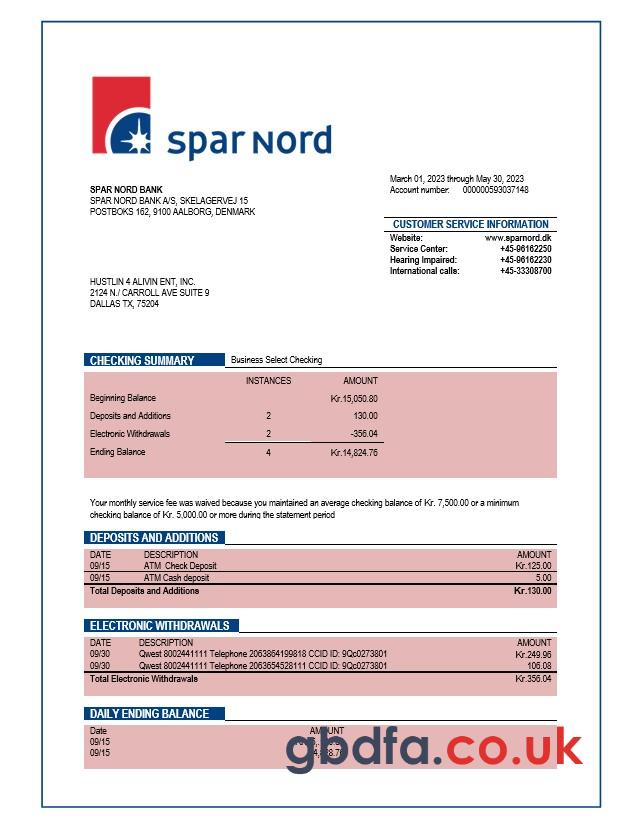 spar nord
March 01, 2023 through May 30, 2023
Account number: 000000593037148
SPAR NORD BANK
SPAR NORD BANK A/S, SKELAGERVEJ 15
POSTBOKS 162, 9100 AALBORG, DENMARK
CUSTOMER SERVICE INFORMATION
Website: www.sparnord.dk
Service Center: +45-96162250
Hearing Impaired: +45-96162230
International calls: +45-33308700
HUSTLIN 4 ALIVIN ENT, INC.
2124 N./ CARROLL AVE SUITE 9
DALLAS TX, 75204
CHECKING SUMMARY Business Select Checking
INSTANCES AMOUNT
Beginning Balance Kr.15,050.80
Deposits and Additions 2 130.00
Electronic Withdrawals 2 -356.04
Ending Balance 4 Kr.14,824.76
Your monthly service fee was waived because you maintained an average checking balance of Kr. 7,500.00 or a minimum
checking balance of Kr. 5,000.00 or more during the statement period
DEPOSITS AND ADDITIONS
DATE DESCRIPTION AMOUNT
09/15 ATM Check Deposit Kr.125.00
09/15 ATM Cash deposit 5.00
Total Deposits and Additions Kr.130.00
ELECTRONIC WITHDRAWALS
DATE DESCRIPTION AMOUNT
09/30 Qwest 8002441111 Telephone 2063864199818 CCID ID: 9Qc0273801 Kr.249.96
09/30 Qwest 8002441111 Telephone 2063654528111 CCID ID: 9Qc0273801 106.08
Total Electronic Withdrawals Kr.356.04
DAILY ENDING BALANCE
Date AMOUNT
09/15
09/15
gbdfa.co.uk